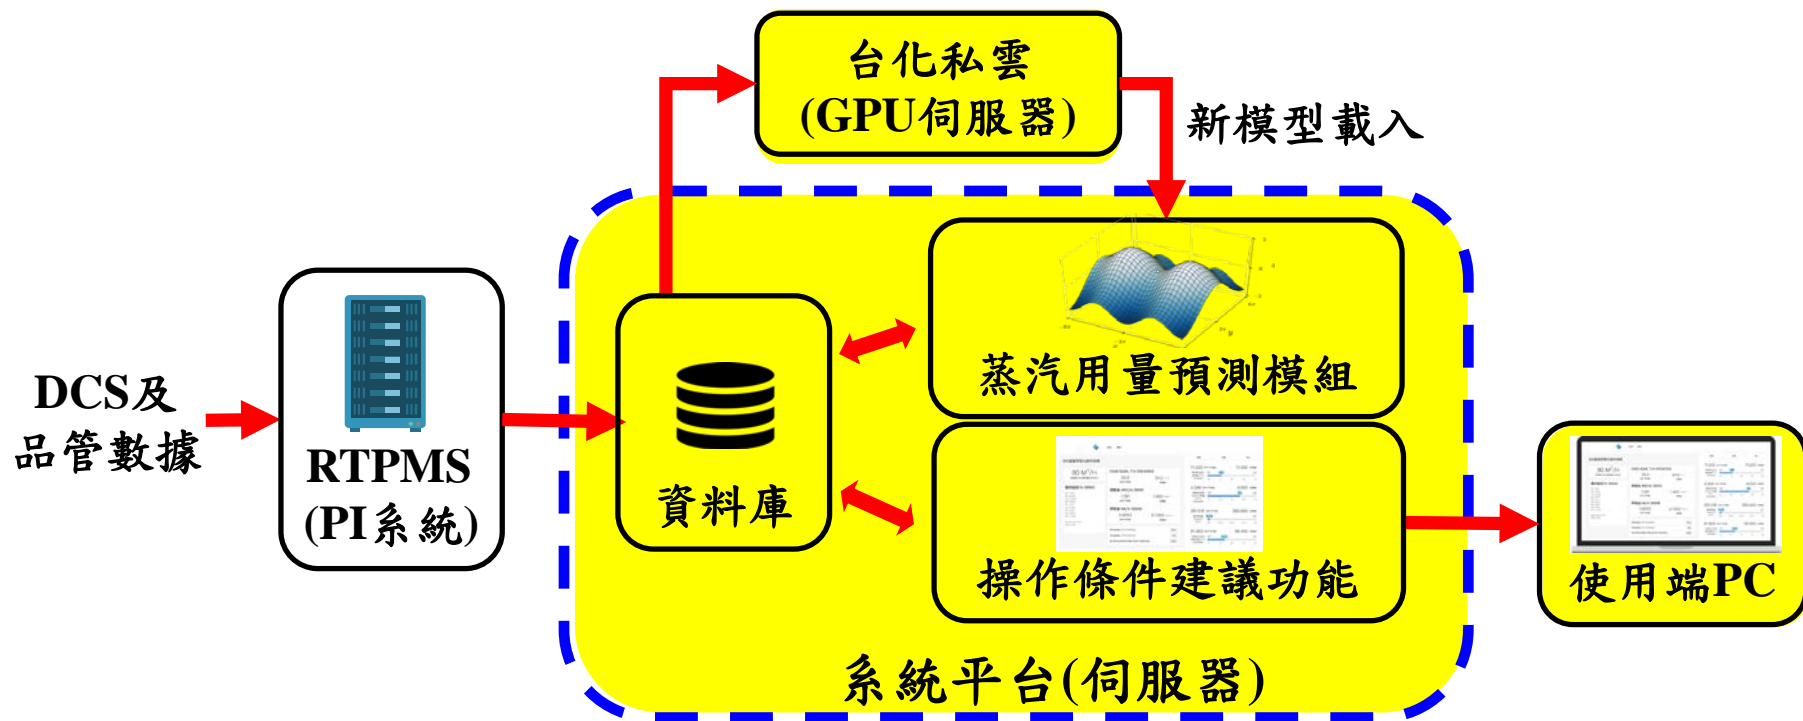 台化私雲
(GPU伺服器)
新模型載入
DCS及
品管數據
RTPMS
(PI系統)
資料庫
蒸汽用量預測模組
操作條件建議功能
使用端PC
系統平台(伺服器)